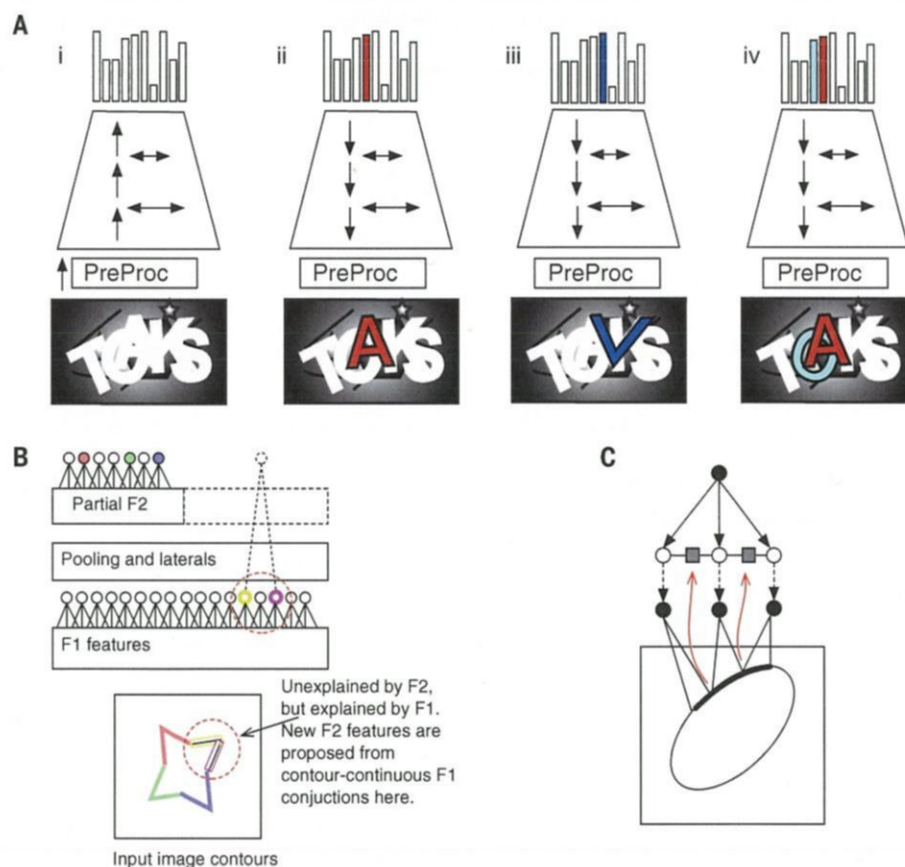 A
i
ii
iii
iv
PreProc
PreProc
PreProc
PreProc
B
Partial F2
Pooling and laterals
F1 features
Unexplained by F2,
but explained by F1.
New F2 features are
proposed from
contour-continuous F1
conjuctions here.
Input image contours
C